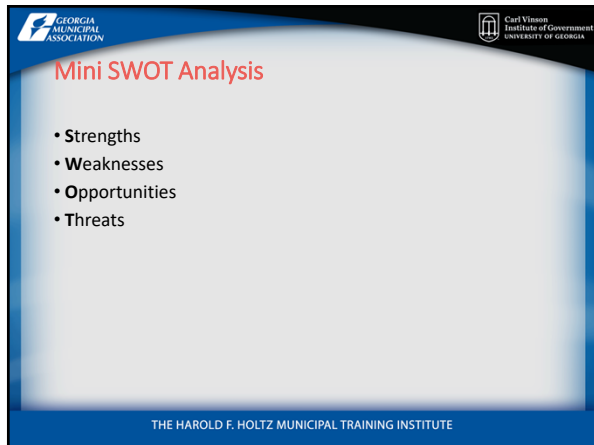 GEORGIA
MUNICIPAL
ASSOCIATION
Carl Vinson
Institute of Government
UNIVERSITY OF GEORGIA
Mini SWOT Analysis
• Strengths
• Weaknesses
• Opportunities
• Threats
THE HAROLD F. HOLTZ MUNICIPAL TRAINING INSTITUTE